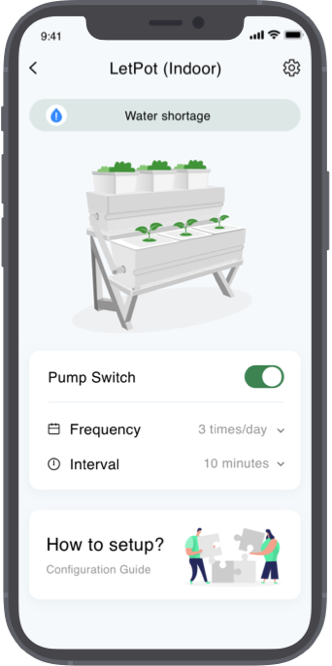 9:41
LetPot (Indoor)
Water shortage
Pump Switch
Frequency 3 times/day
Interval 10 minutes
How to setup?
Configuration Guide